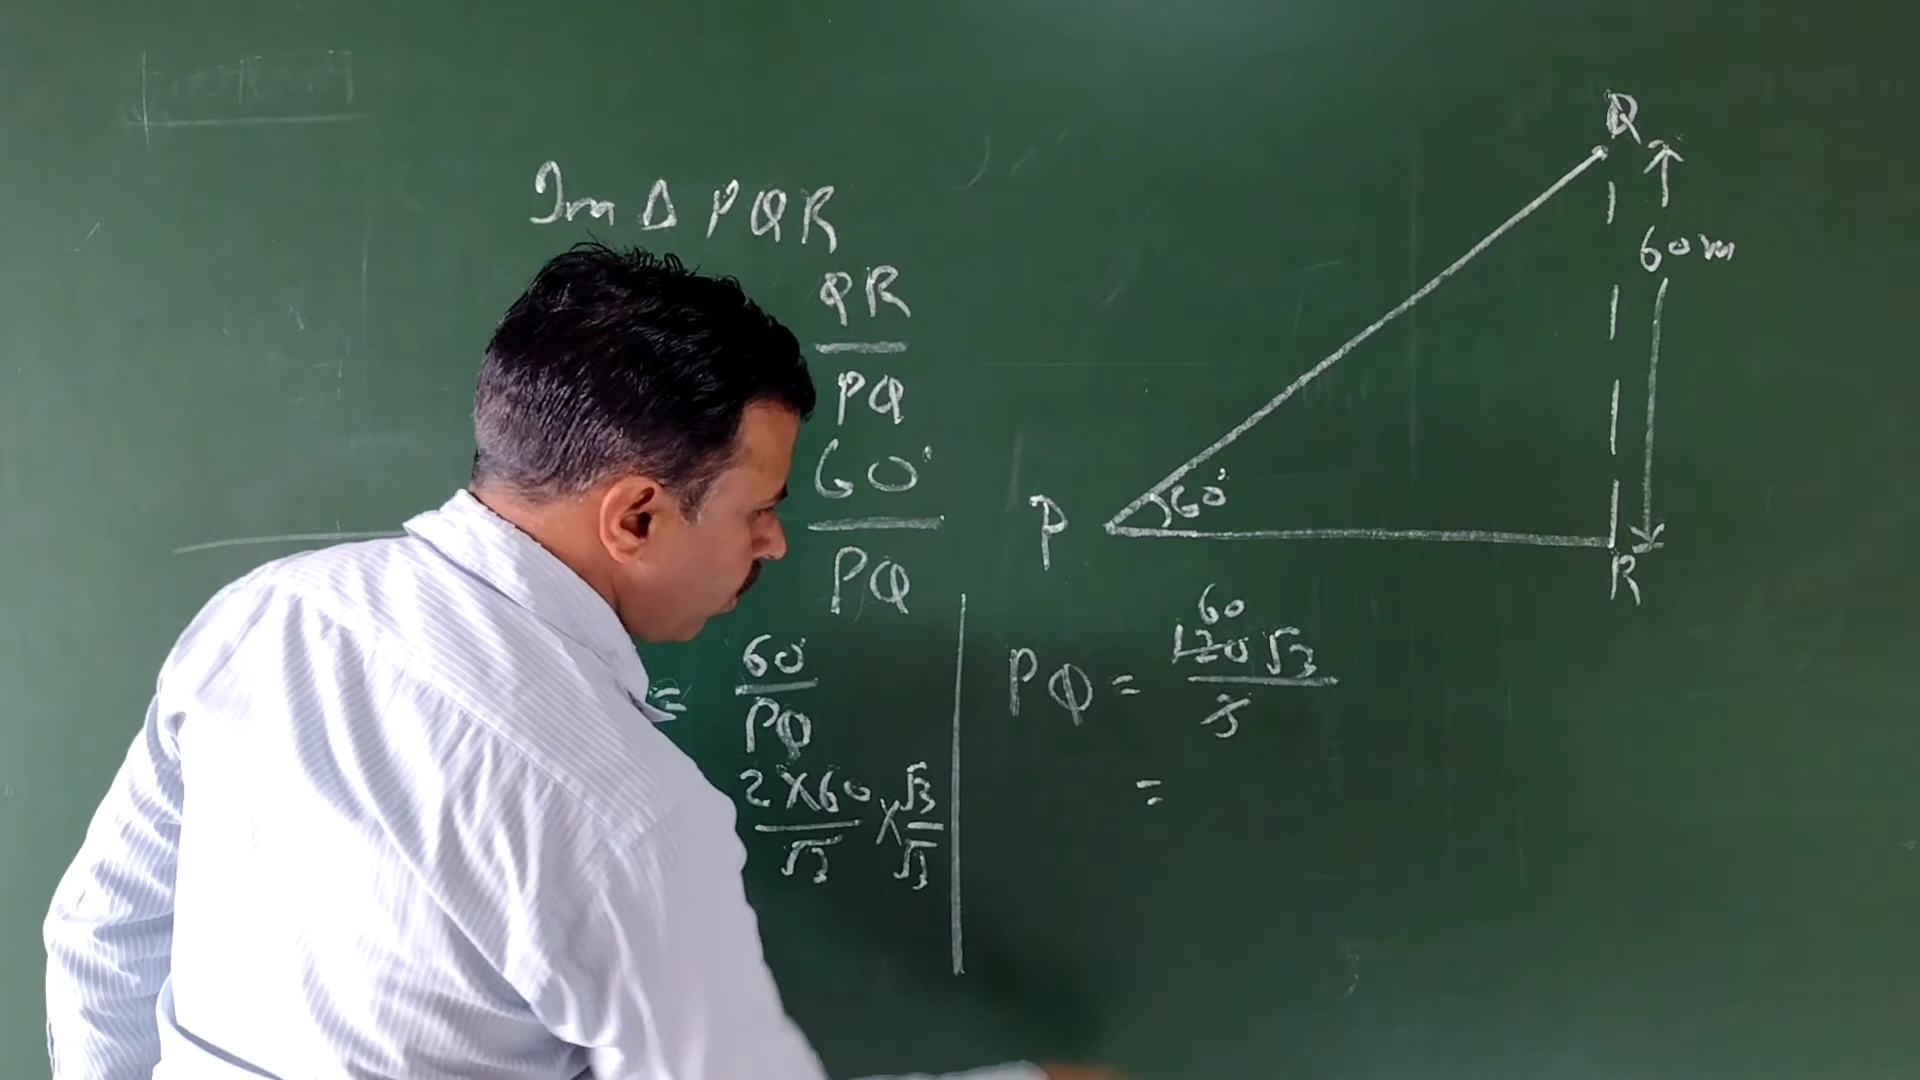 In Δ PQR
QR
PQ
60°
PQ
= 60
PQ
2×60 × √3
√3 √3
Q
60m
P 60°
R
60
PQ = 120√3
3
=